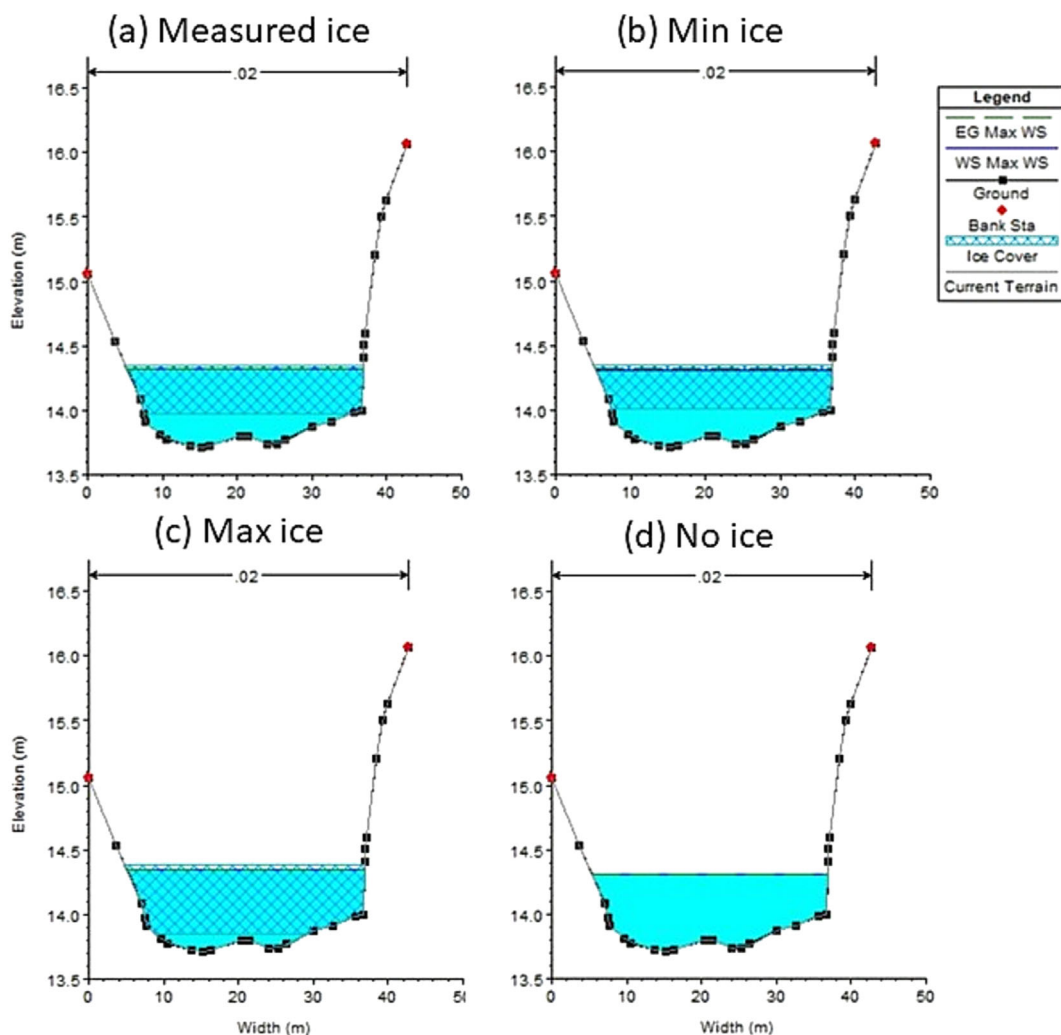 (a) Measured ice
(b) Min ice
.02
.02
16.5
16.0
15.5
15.0
14.5
14.0
13.5
Elevation (m)
0 10 20 30 40 50
16.5
16.0
15.5
15.0
14.5
14.0
13.5
0 10 20 30 40 50
Legend
EG Max WS
WS Max WS
Ground
Bank Sta
Ice Cover
Current Terrain
(c) Max ice
(d) No ice
.02
.02
16.5
16.0
15.5
15.0
14.5
14.0
13.5
Elevation (m)
0 10 20 30 40 50
Width (m)
16.5
16.0
15.5
15.0
14.5
14.0
13.5
0 10 20 30 40 50
Width (m)